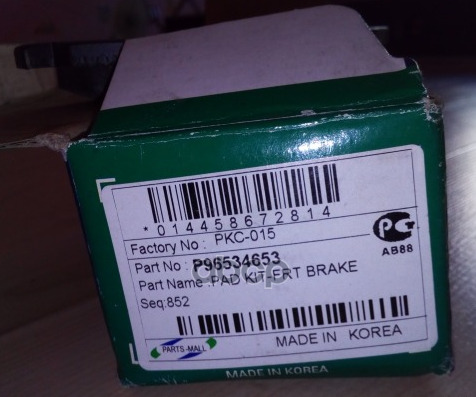 *014458672814
Factory No : PKC-015
Part No : P96534653
Part Name :PAD KIT-FRT BRAKE
Seq:852
PARTS-MALL
MADE IN KOREA
PG
AB88
MADE IN KOREA